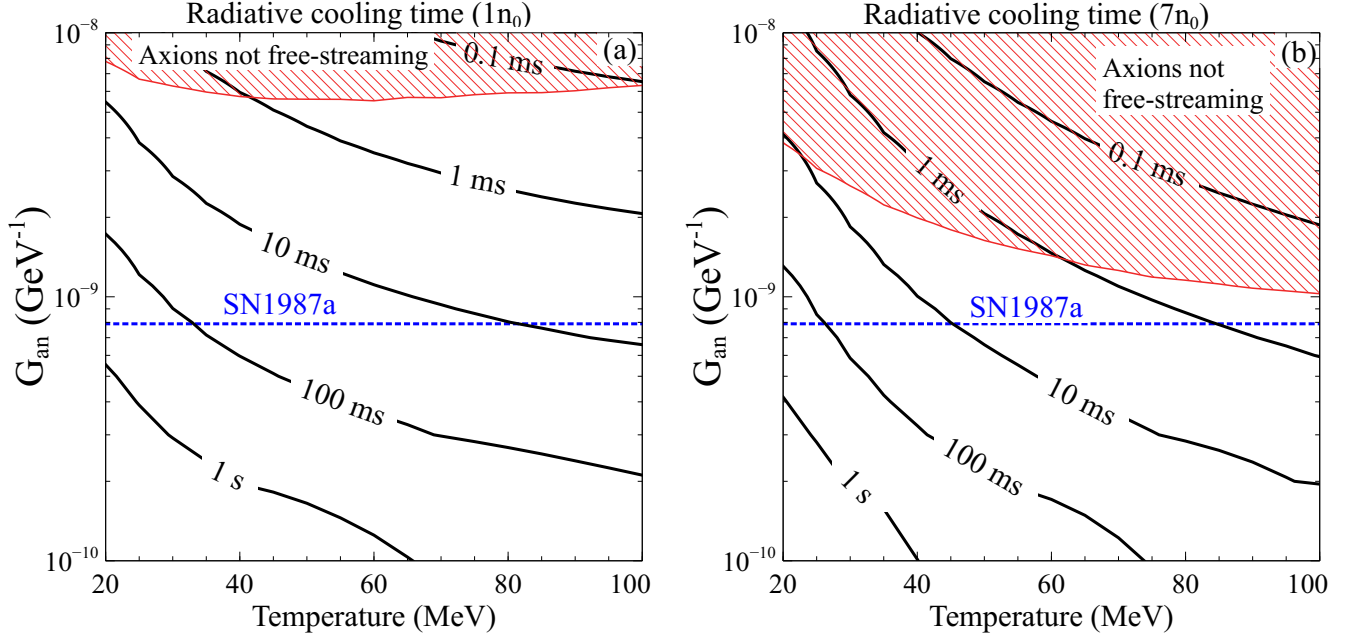 Radiative cooling time (1n₀)
(a)
Axions not free-streaming
0.1 ms
1 ms
10 ms
SN1987a
100 ms
1 s
10⁻⁸
10⁻⁹
10⁻¹⁰
Gₐₙ (GeV⁻¹)
20 40 60 80 100
Temperature (MeV)
Radiative cooling time (7n₀)
(b)
Axions not
free-streaming
0.1 ms
1 ms
SN1987a
10 ms
100 ms
1 s
10⁻⁸
10⁻⁹
10⁻¹⁰
Gₐₙ (GeV⁻¹)
20 40 60 80 100
Temperature (MeV)